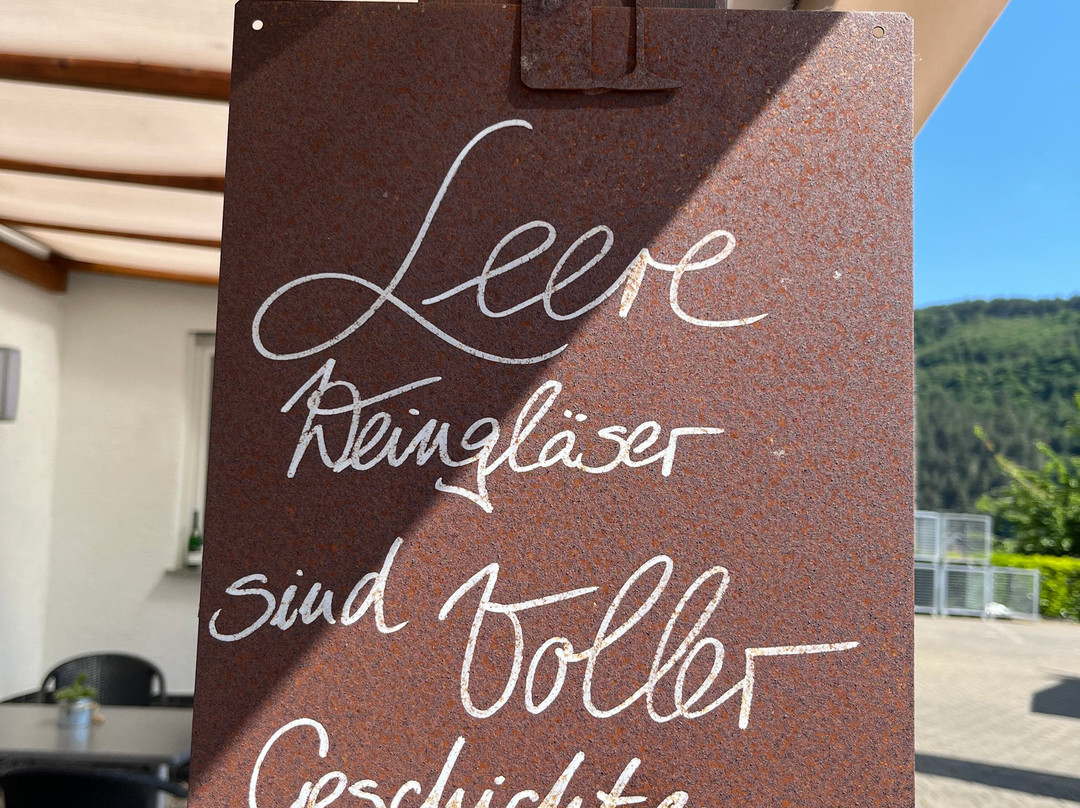 Leere
Weingläser
sind Voller
Geschichte